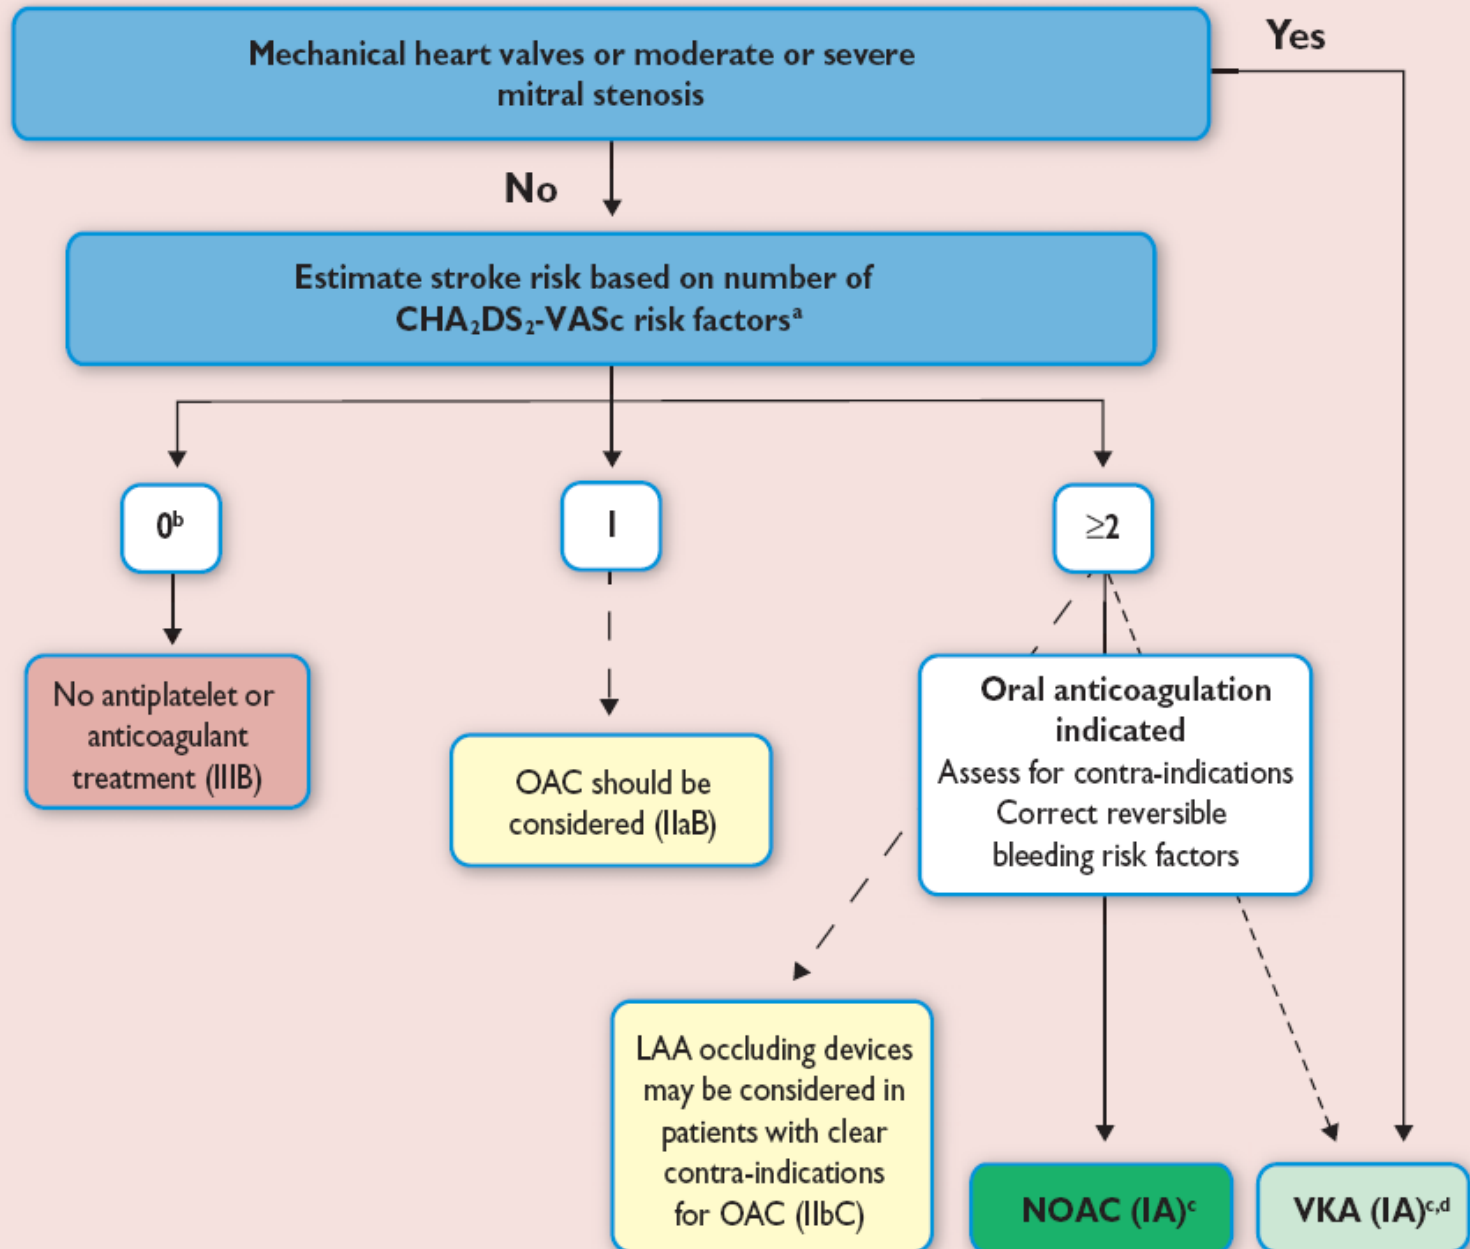 Mechanical heart valves or moderate or severe
mitral stenosis
Yes
No
Estimate stroke risk based on number of
CHA₂DS₂-VASc risk factorsᵃ
0ᵇ
1
≥2
No antiplatelet or
anticoagulant
treatment (IIIB)
OAC should be
considered (IIaB)
Oral anticoagulation
indicated
Assess for contra-indications
Correct reversible
bleeding risk factors
LAA occluding devices
may be considered in
patients with clear
contra-indications
for OAC (IIbC)
NOAC (IA)ᶜ
VKA (IA)ᶜ,ᵈ